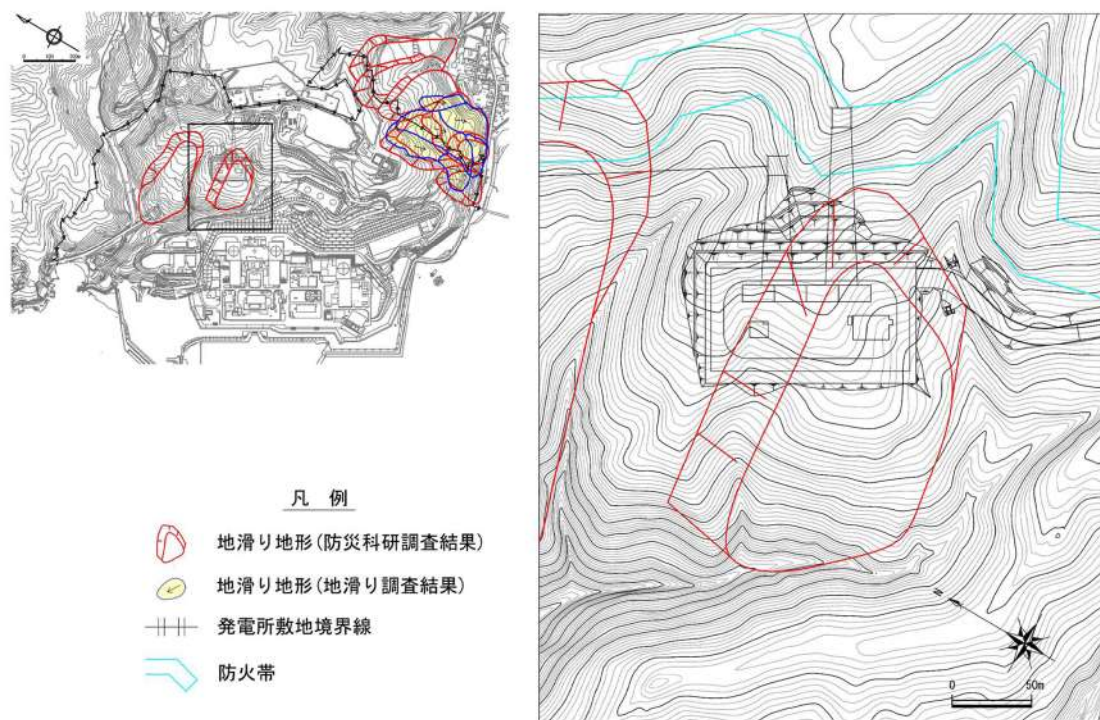 凡 例
地滑り地形(防災科研調査結果)
地滑り地形(地滑り調査結果)
発電所敷地境界線
防火帯
0 50m